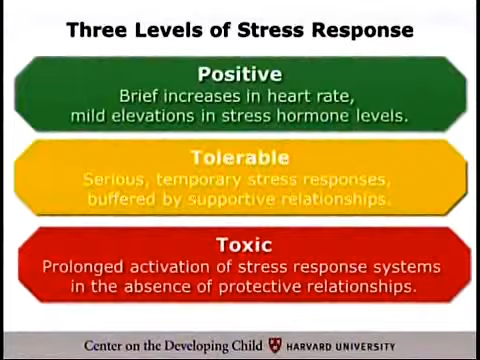 Three Levels of Stress Response
Positive
Brief increases in heart rate,
mild elevations in stress hormone levels.
Tolerable
Serious, temporary stress responses,
buffered by supportive relationships.
Toxic
Prolonged activation of stress response systems
in the absence of protective relationships.
Center on the Developing Child HARVARD UNIVERSITY